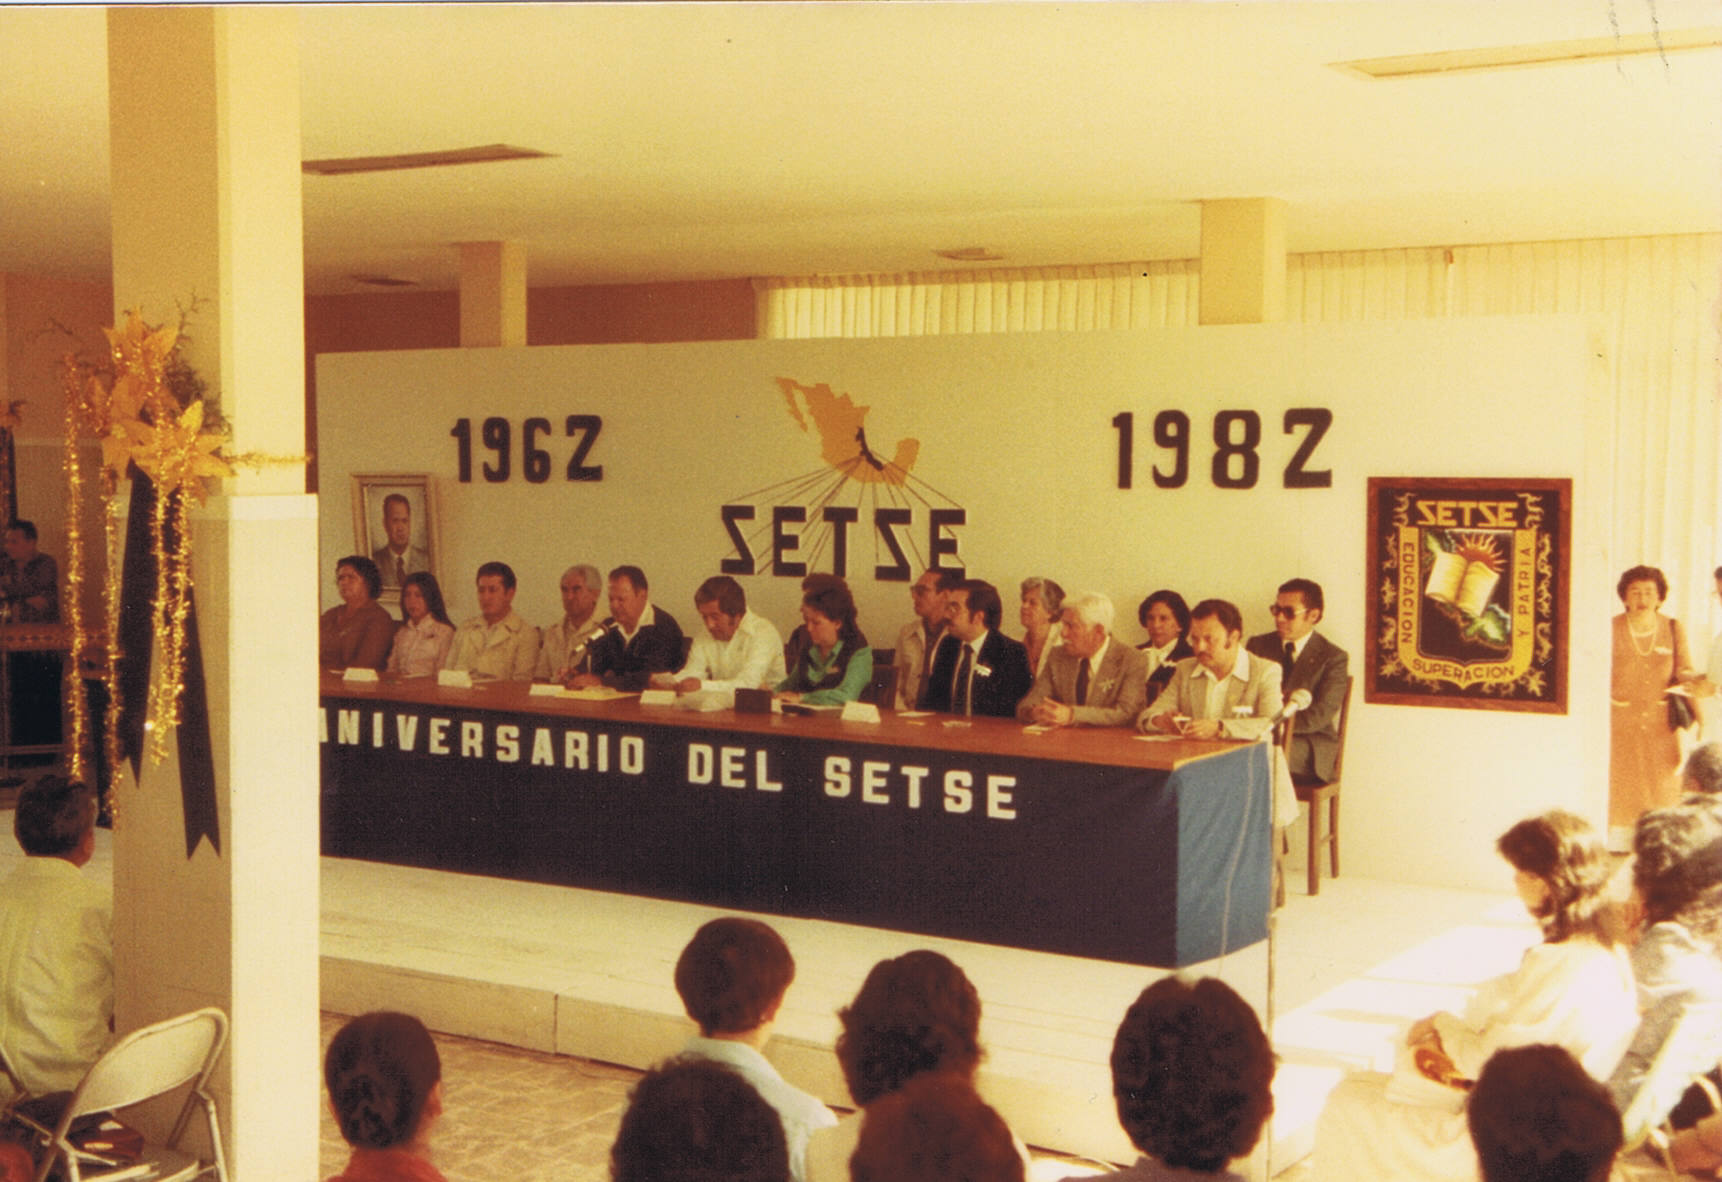 1962
1982
SETSE
SETSE
EDUCACION
Y PATRIA
SUPERACION
ANIVERSARIO DEL SETSE